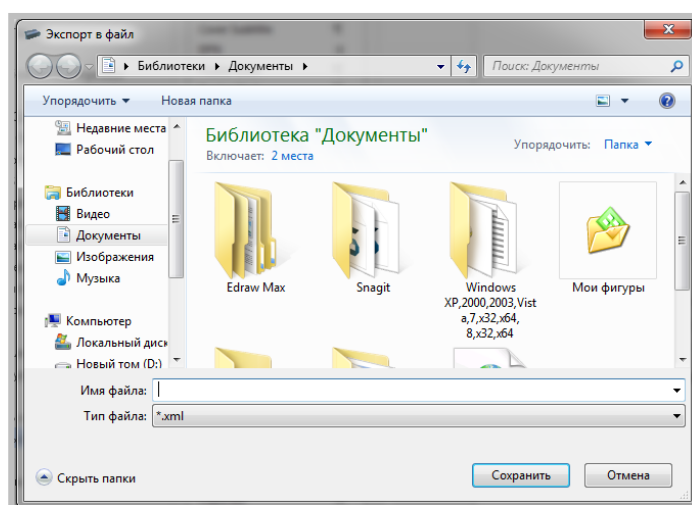 Экспорт в файл
Библиотеки ▸ Документы ▸
Поиск: Документы
Упорядочить
Новая папка
Недавние места
Рабочий стол
Библиотеки
Видео
Документы
Изображения
Музыка
Компьютер
Локальный диск
Новый том (D:)
Библиотека "Документы"
Включает: 2 места
Упорядочить: Папка
Edraw Max
Snagit
Windows
XP,2000,2003,Vist
a,7,x32,x64,
8,x32,x64
Мои фигуры
Имя файла:
Тип файла: *.xml
Скрыть папки
Сохранить
Отмена